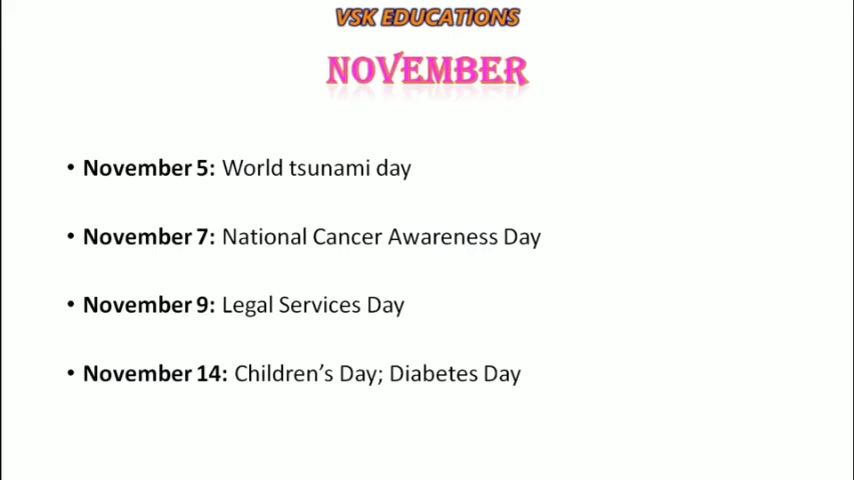 VSK EDUCATIONS
NOVEMBER
• November 5: World tsunami day
• November 7: National Cancer Awareness Day
• November 9: Legal Services Day
• November 14: Children’s Day; Diabetes Day